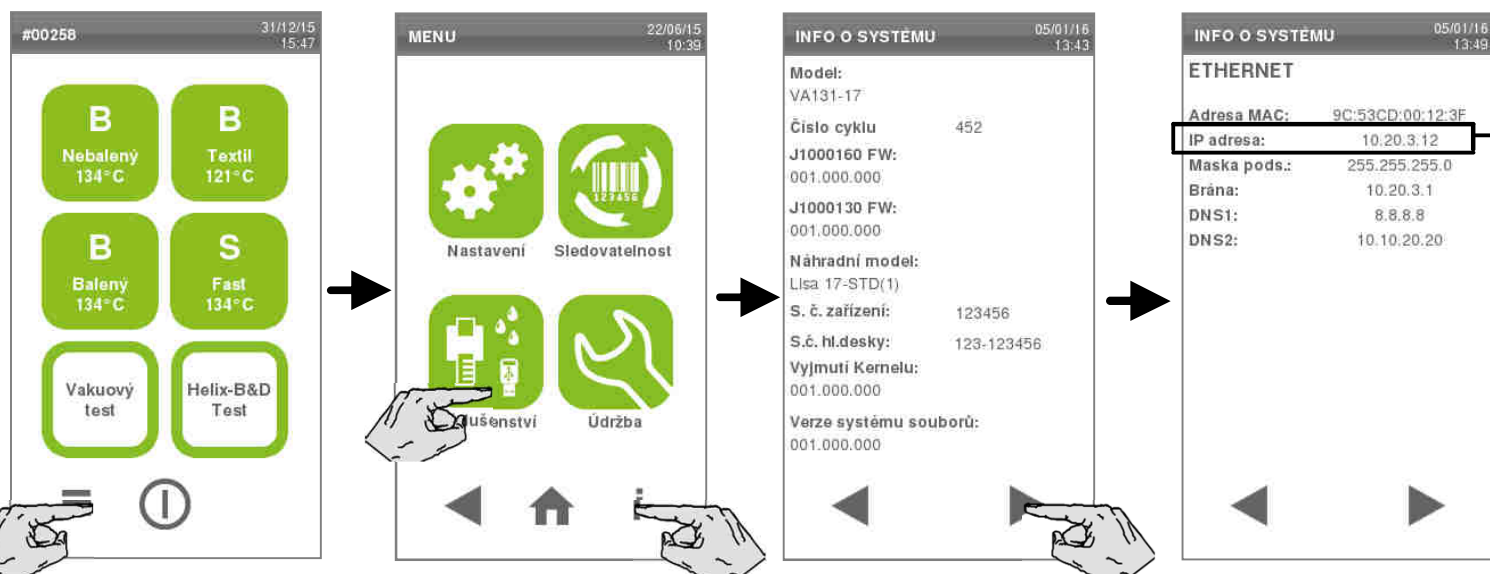 #00258
31/12/15
15:47
B
Nebalený
134°C
B
Textil
121°C
B
Balený
134°C
S
Fast
134°C
Vakuový
test
Helix-B&D
Test
MENU
22/06/15
10:39
123456
Nastavení
Sledovatelnost
Údržba
INFO O SYSTÉMU
05/01/16
13:43
Model:
VA131-17
Číslo cyklu 452
J1000160 FW:
001.000.000
J1000130 FW:
001.000.000
Náhradní model:
Lisa 17-STD(1)
S. č. zařízení: 123456
S.č. hl.desky: 123-123456
Vyjmutí Kernelu:
001.000.000
Verze systému souborů:
001.000.000
INFO O SYSTÉMU
05/01/16
13:49
ETHERNET
Adresa MAC: 9C:53CD:00:12:3F
IP adresa: 10.20.3.12
Maska pods.: 255.255.255.0
Brána: 10.20.3.1
DNS1: 8.8.8.8
DNS2: 10.10.20.20